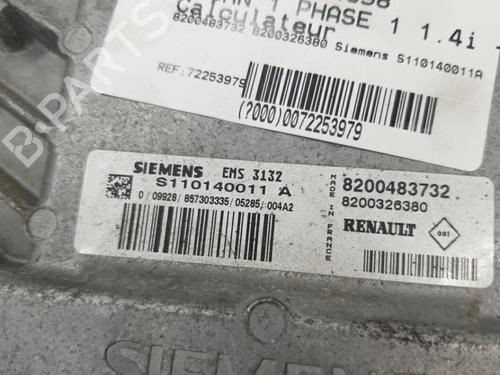 PHASE 1 1.4i
Calculateur
8200483732 8200326380 Siemens S110140011A
REF:72253979
(?000)0072253979
SIEMENS EMS 3132
S110140011 A
0 / 09928 / 857303335 / 05285 / 004A2
MADE IN FRANCE
8200483732
8200326380
RENAULT
001
SIEMENS
B-PARTS